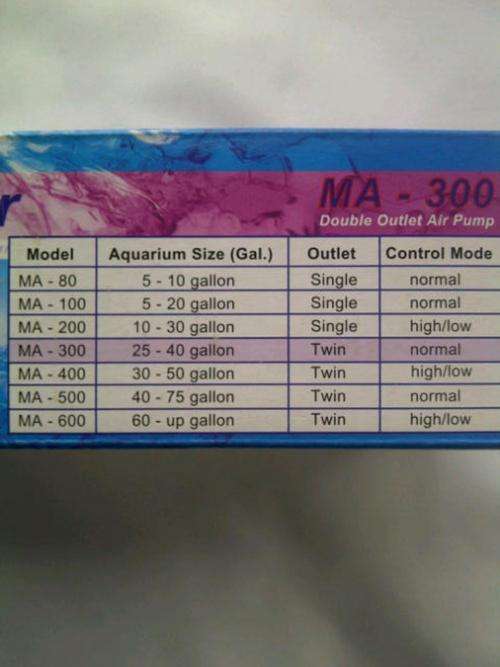 r
MA - 300
Double Outlet Air Pump
Model Aquarium Size (Gal.) Outlet Control Mode
MA - 80 5 - 10 gallon Single normal
MA - 100 5 - 20 gallon Single normal
MA - 200 10 - 30 gallon Single high/low
MA - 300 25 - 40 gallon Twin normal
MA - 400 30 - 50 gallon Twin high/low
MA - 500 40 - 75 gallon Twin normal
MA - 600 60 - up gallon Twin high/low